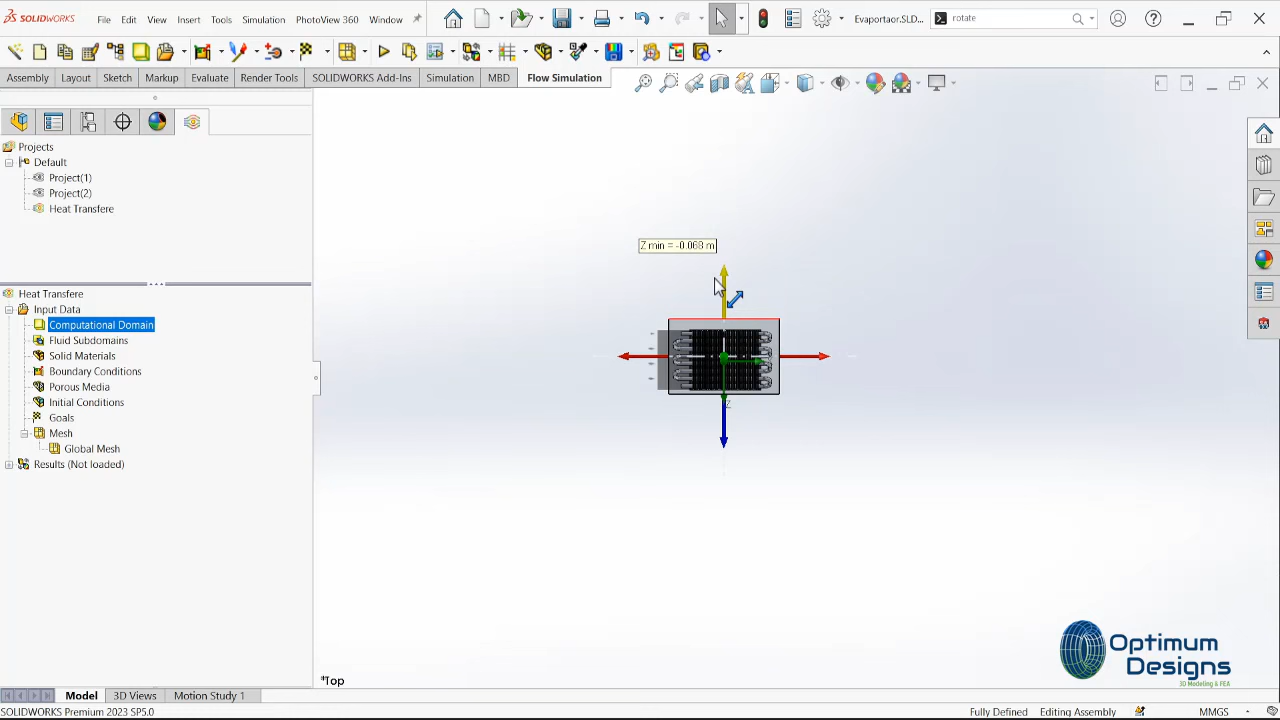 SOLIDWORKS
File
Edit
View
Insert
Tools
Simulation
PhotoView 360
Window
Evaportaor.SLD...
rotate
Assembly
Layout
Sketch
Markup
Evaluate
Render Tools
SOLIDWORKS Add-Ins
Simulation
MBD
Flow Simulation
Projects
Default
Project(1)
Project(2)
Heat Transfere
Heat Transfere
Input Data
Computational Domain
Fluid Subdomains
Solid Materials
Boundary Conditions
Porous Media
Initial Conditions
Goals
Mesh
Global Mesh
Results (Not loaded)
Z min = -0.068 m
Z
*Top
Optimum
Designs
3D Modeling & FEA
Model
3D Views
Motion Study 1
SOLIDWORKS Premium 2023 SP5.0
Fully Defined
Editing Assembly
MMGS